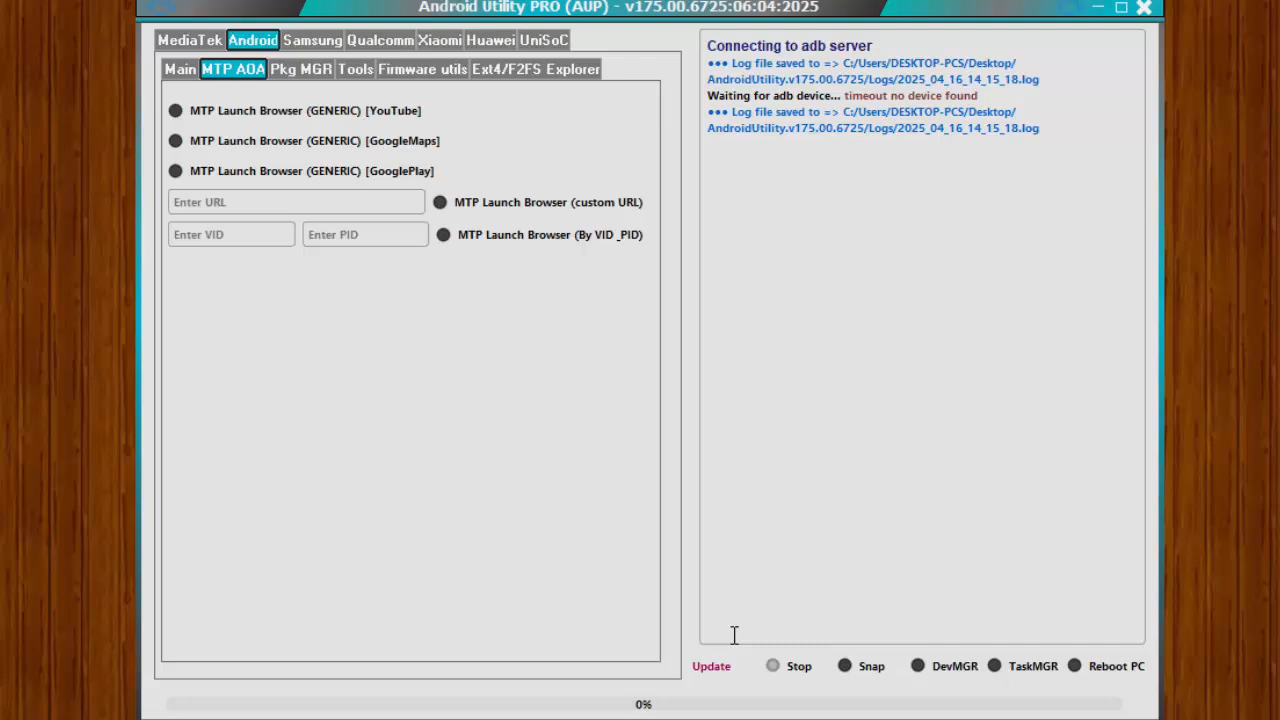 Android Utility PRO (AUP) - v175.00.6725:06:04:2025
MediaTek Android Samsung Qualcomm Xiaomi Huawei UniSoC
Main MTP AOA Pkg MGR Tools Firmware utils Ext4/F2FS Explorer
MTP Launch Browser (GENERIC) [YouTube]
MTP Launch Browser (GENERIC) [GoogleMaps]
MTP Launch Browser (GENERIC) [GooglePlay]
Enter URL MTP Launch Browser (custom URL)
Enter VID Enter PID MTP Launch Browser (By VID _PID)
Connecting to adb server
••• Log file saved to => C:/Users/DESKTOP-PCS/Desktop/
AndroidUtility.v175.00.6725/Logs/2025_04_16_14_15_18.log
Waiting for adb device... timeout no device found
••• Log file saved to => C:/Users/DESKTOP-PCS/Desktop/
AndroidUtility.v175.00.6725/Logs/2025_04_16_14_15_18.log
Update Stop Snap DevMGR TaskMGR Reboot PC
0%